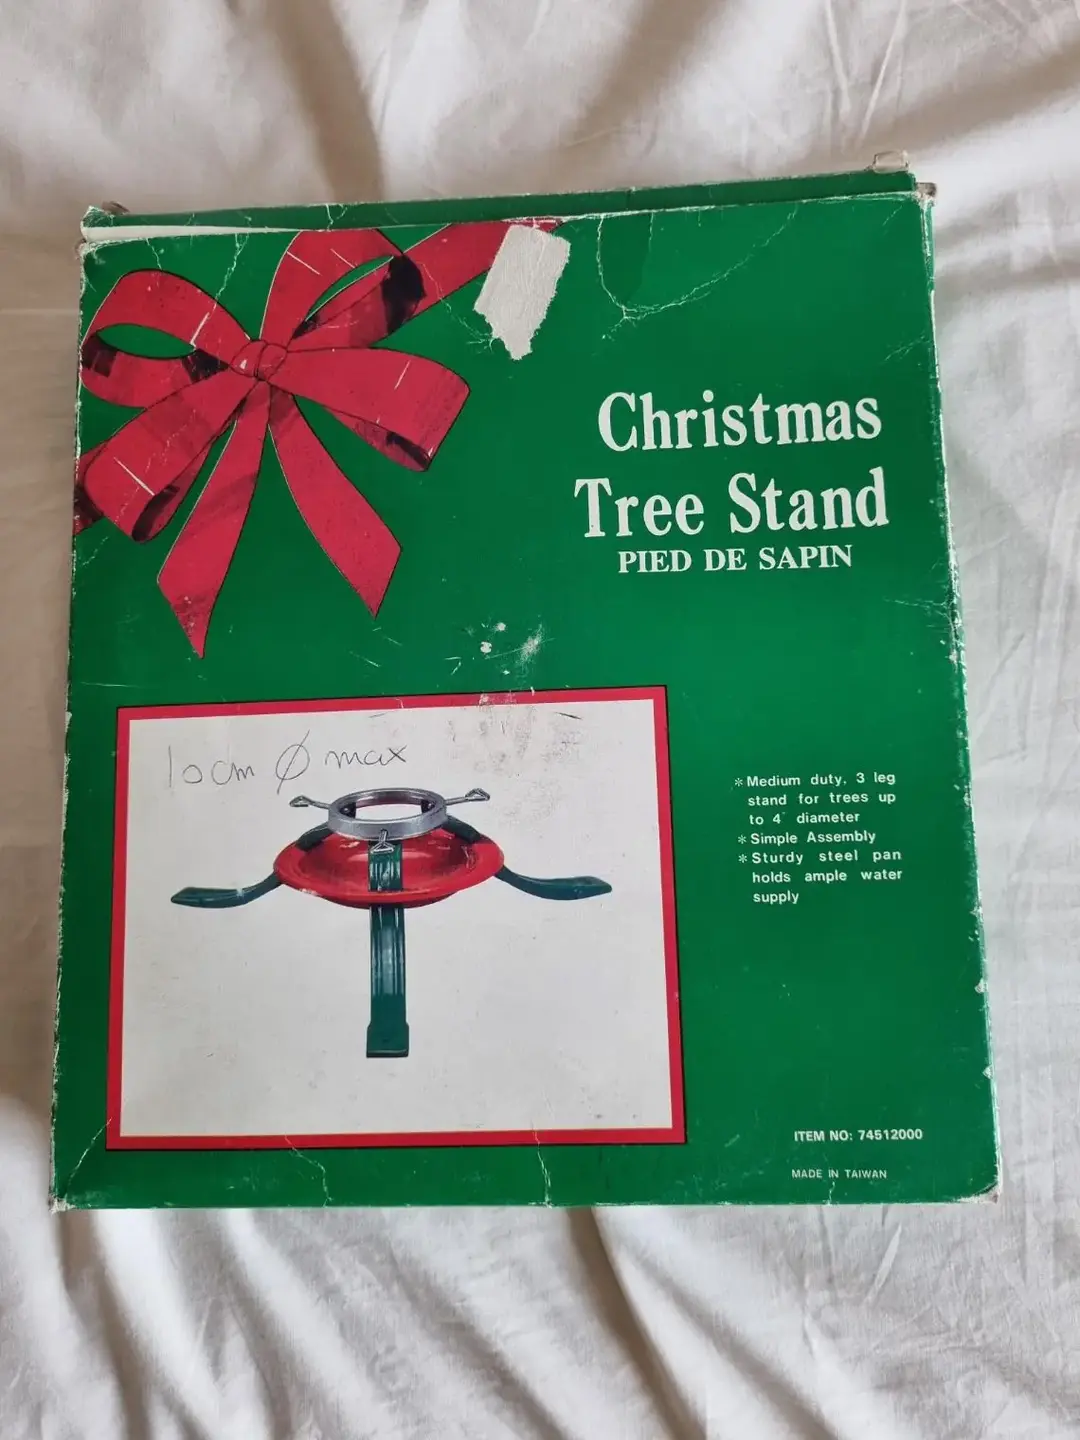 Christmas
Tree Stand
PIED DE SAPIN
10cm Ø max
* Medium duty, 3 leg
stand for trees up
to 4" diameter
* Simple Assembly
* Sturdy steel pan
holds ample water
supply
ITEM NO: 74512000
MADE IN TAIWAN